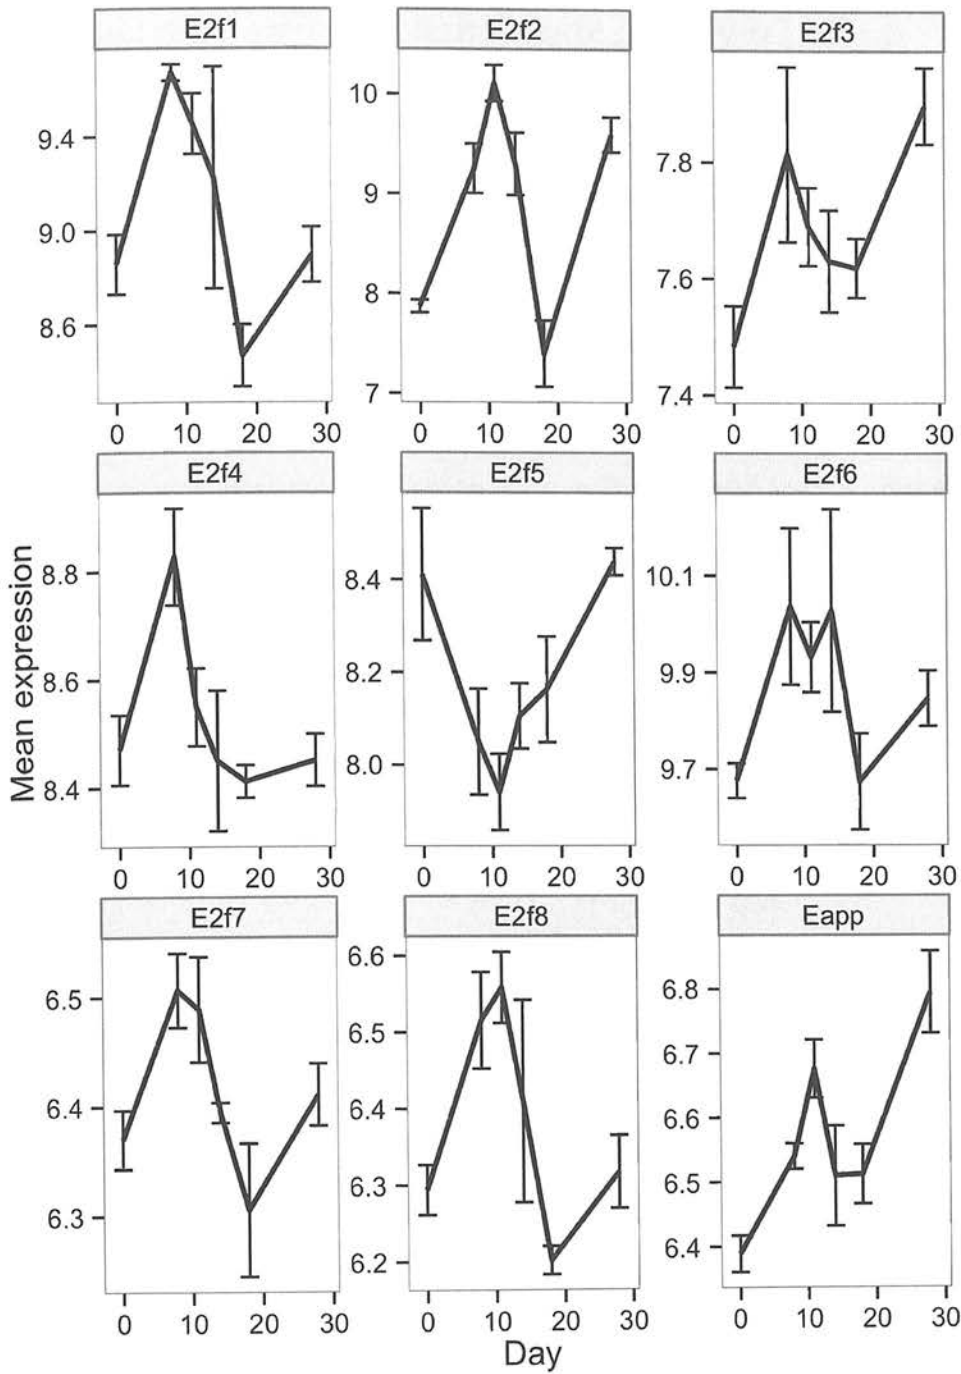 E2f1 E2f2 E2f3
9.4 9.0 8.6
10 9 8 7
7.8 7.6 7.4
0 10 20 30 0 10 20 30 0 10 20 30
E2f4 E2f5 E2f6
Mean expression
8.8 8.6 8.4
8.4 8.2 8.0
10.1 9.9 9.7
0 10 20 30 0 10 20 30 0 10 20 30
E2f7 E2f8 Eapp
6.5 6.4 6.3
6.6 6.5 6.4 6.3 6.2
6.8 6.7 6.6 6.5 6.4
0 10 20 30 0 10 20 30 0 10 20 30
Day